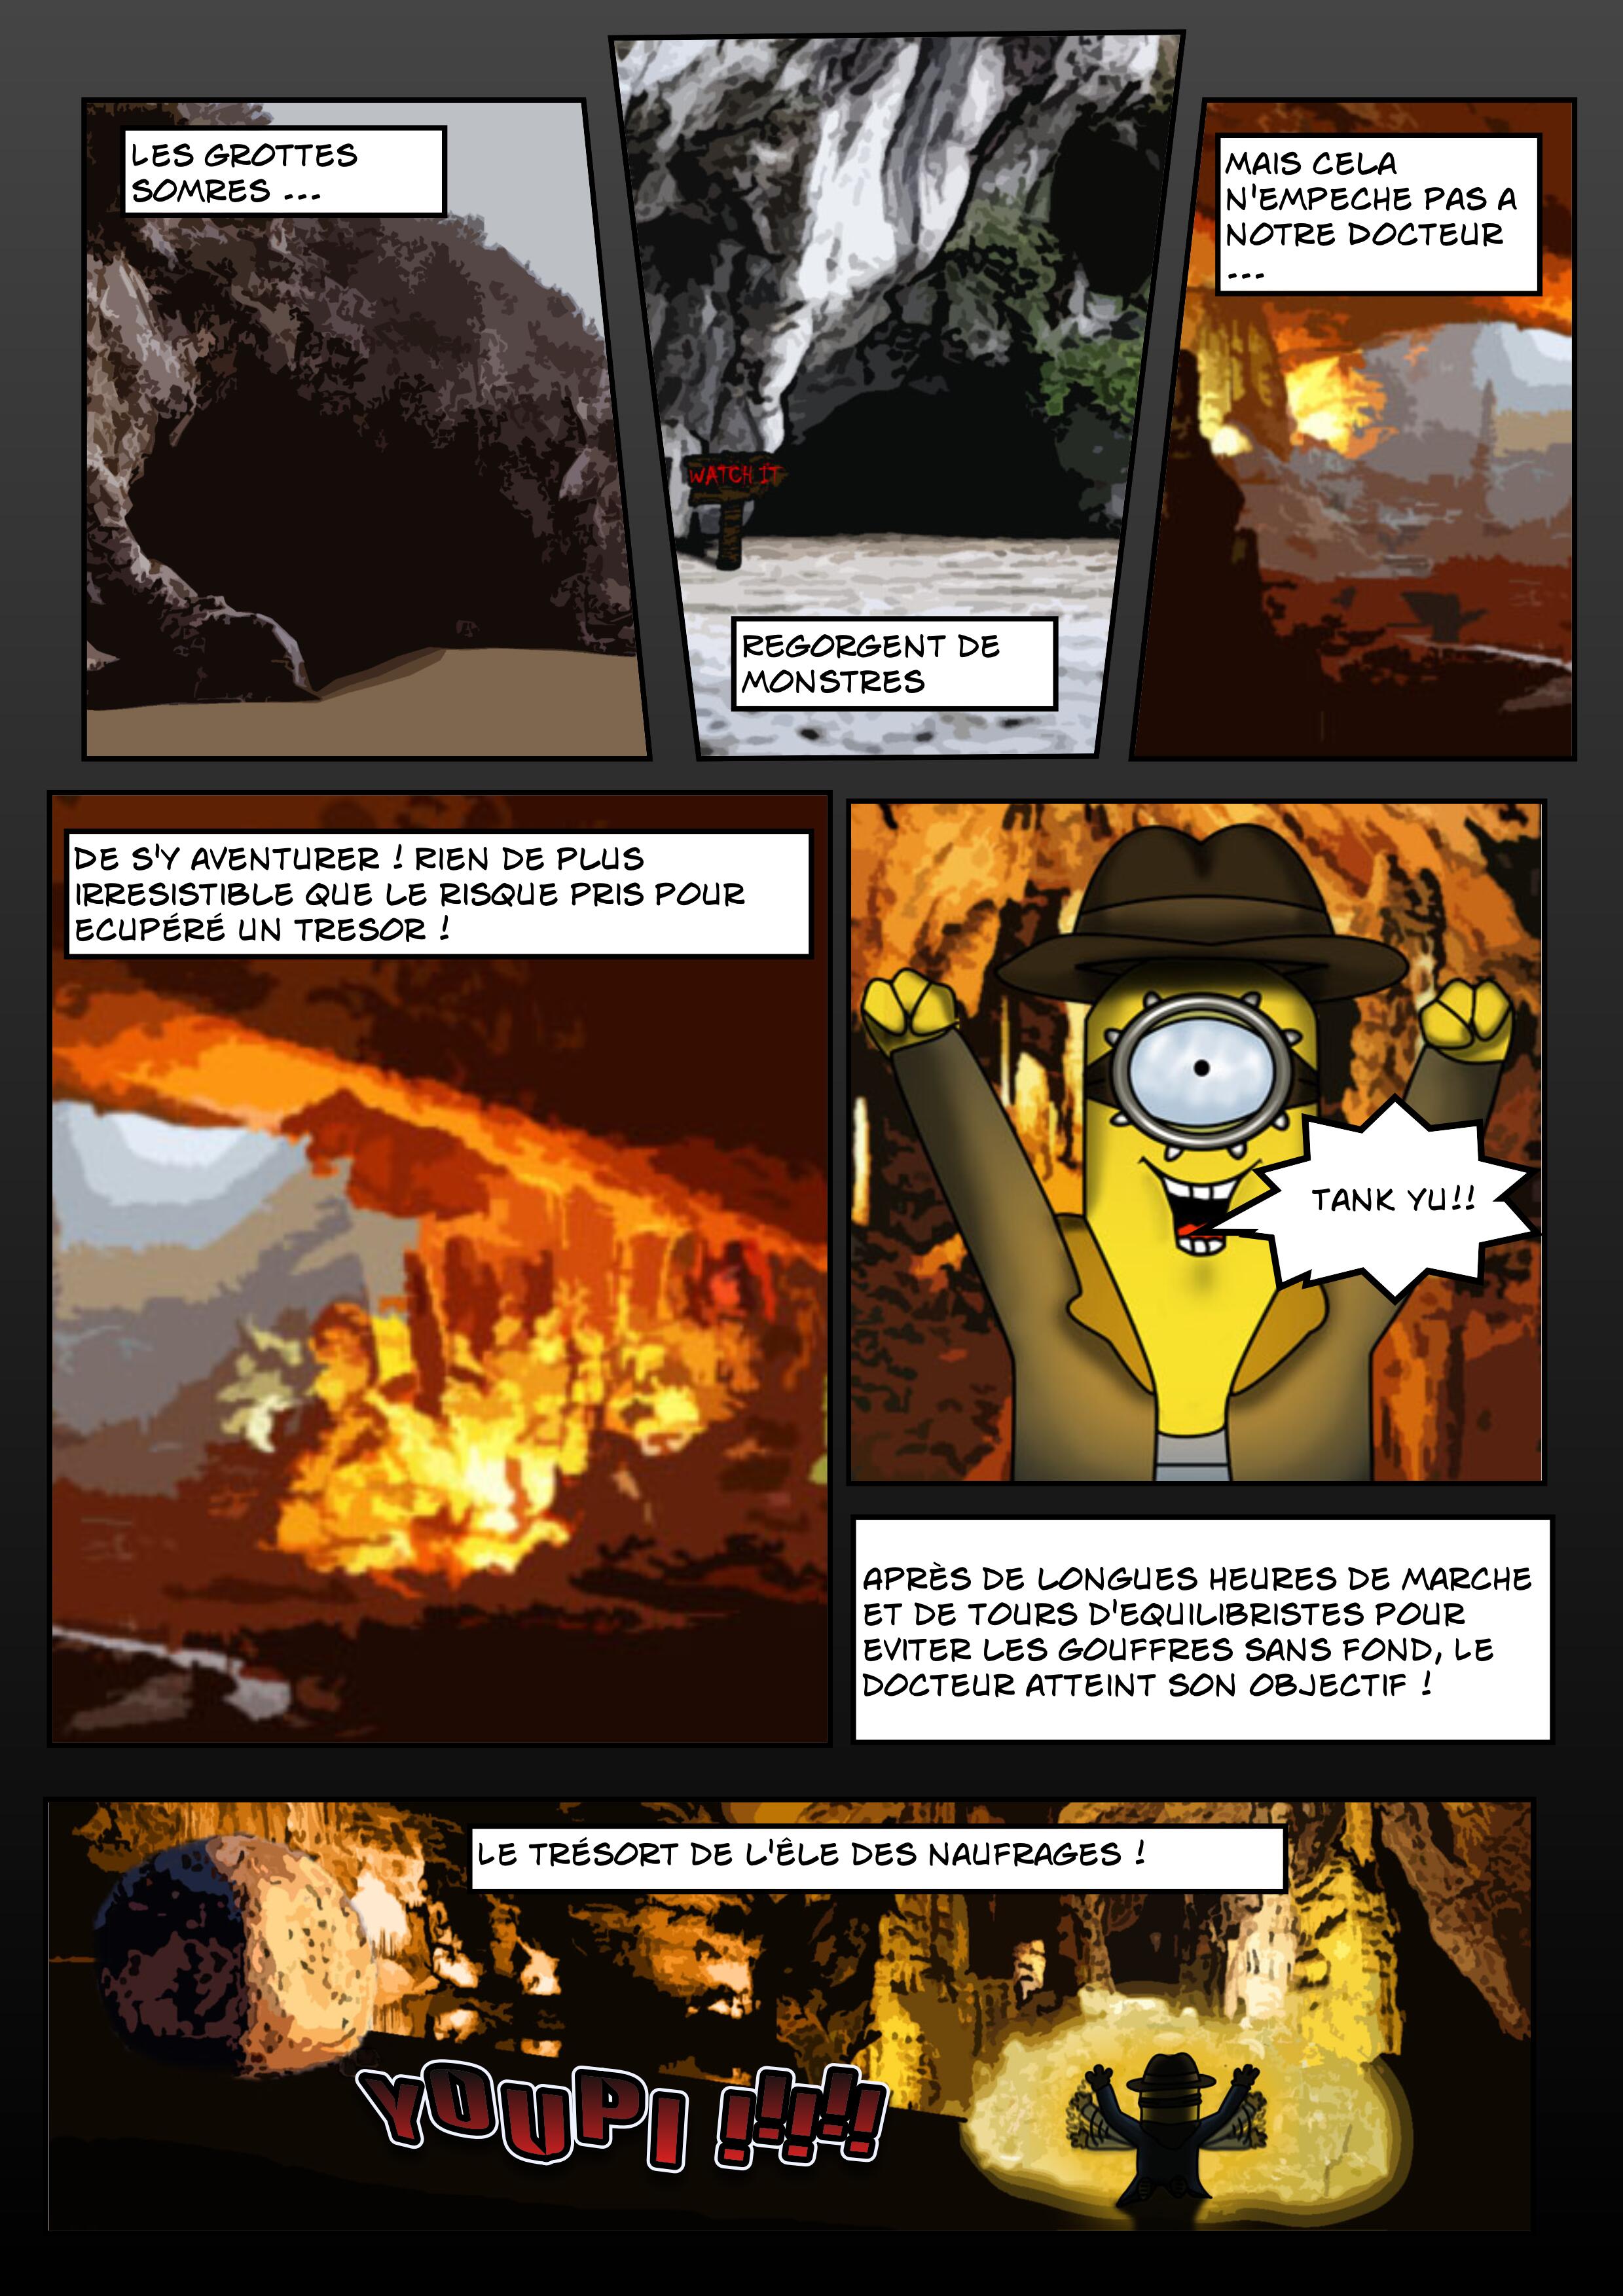 LES GROTTES
SOMRES ...
WATCH IT
REGORGENT DE
MONSTRES
MAIS CELA
N'EMPECHE PAS A
NOTRE DOCTEUR
...
DE S'Y AVENTURER ! RIEN DE PLUS
IRRESISTIBLE QUE LE RISQUE PRIS POUR
ECUPÉRÉ UN TRESOR !
TANK YU!!
APRÈS DE LONGUES HEURES DE MARCHE
ET DE TOURS D'EQUILIBRISTES POUR
EVITER LES GOUFFRES SANS FOND, LE
DOCTEUR ATTEINT SON OBJECTIF !
LE TRÉSORT DE L'ÊLE DES NAUFRAGES !
YOUPI !!!!!